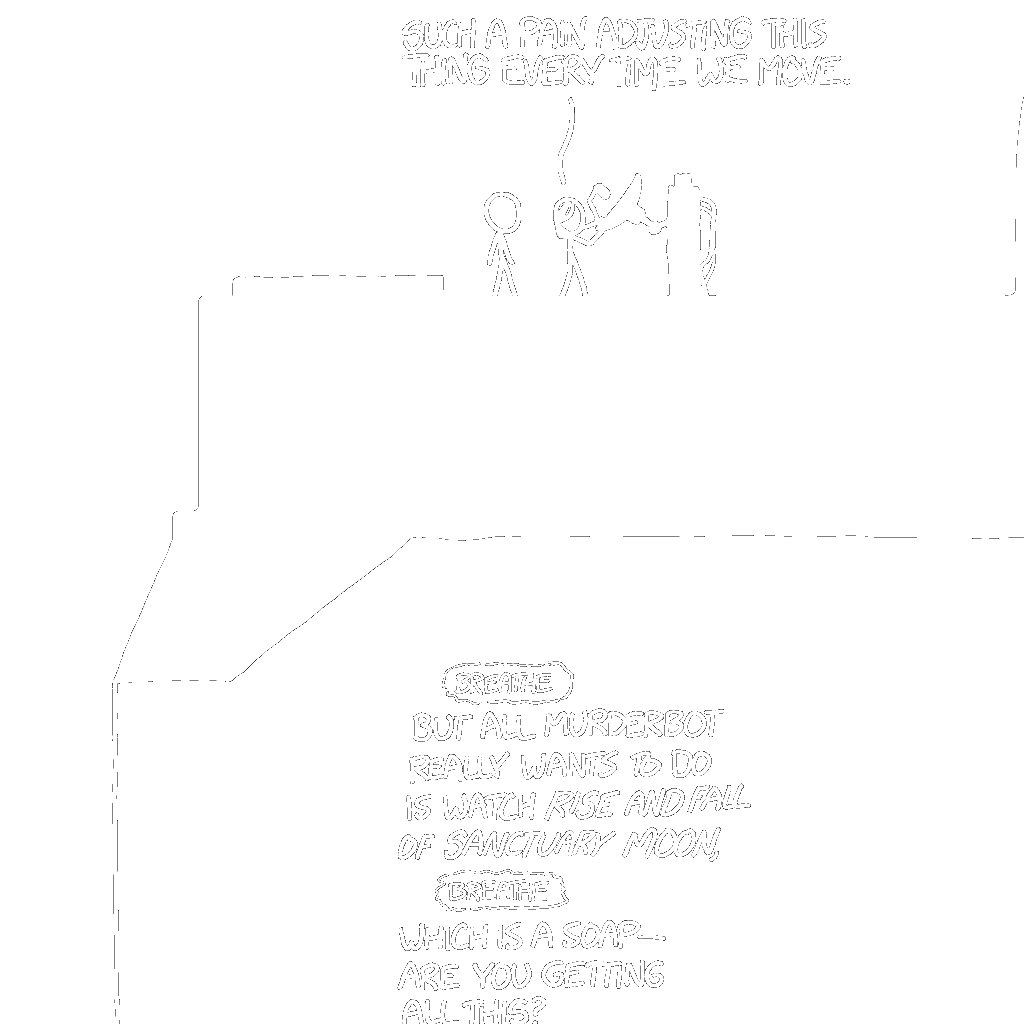 SUCH A PAIN ADJUSTING THIS
THING EVERY TIME WE MOVE.
BREATHE
BUT ALL MURDERBOT
REALLY WANTS TO DO
IS WATCH RISE AND FALL
OF SANCTUARY MOON,
BREATHE
WHICH IS A SOAP—
ARE YOU GETTING
ALL THIS?